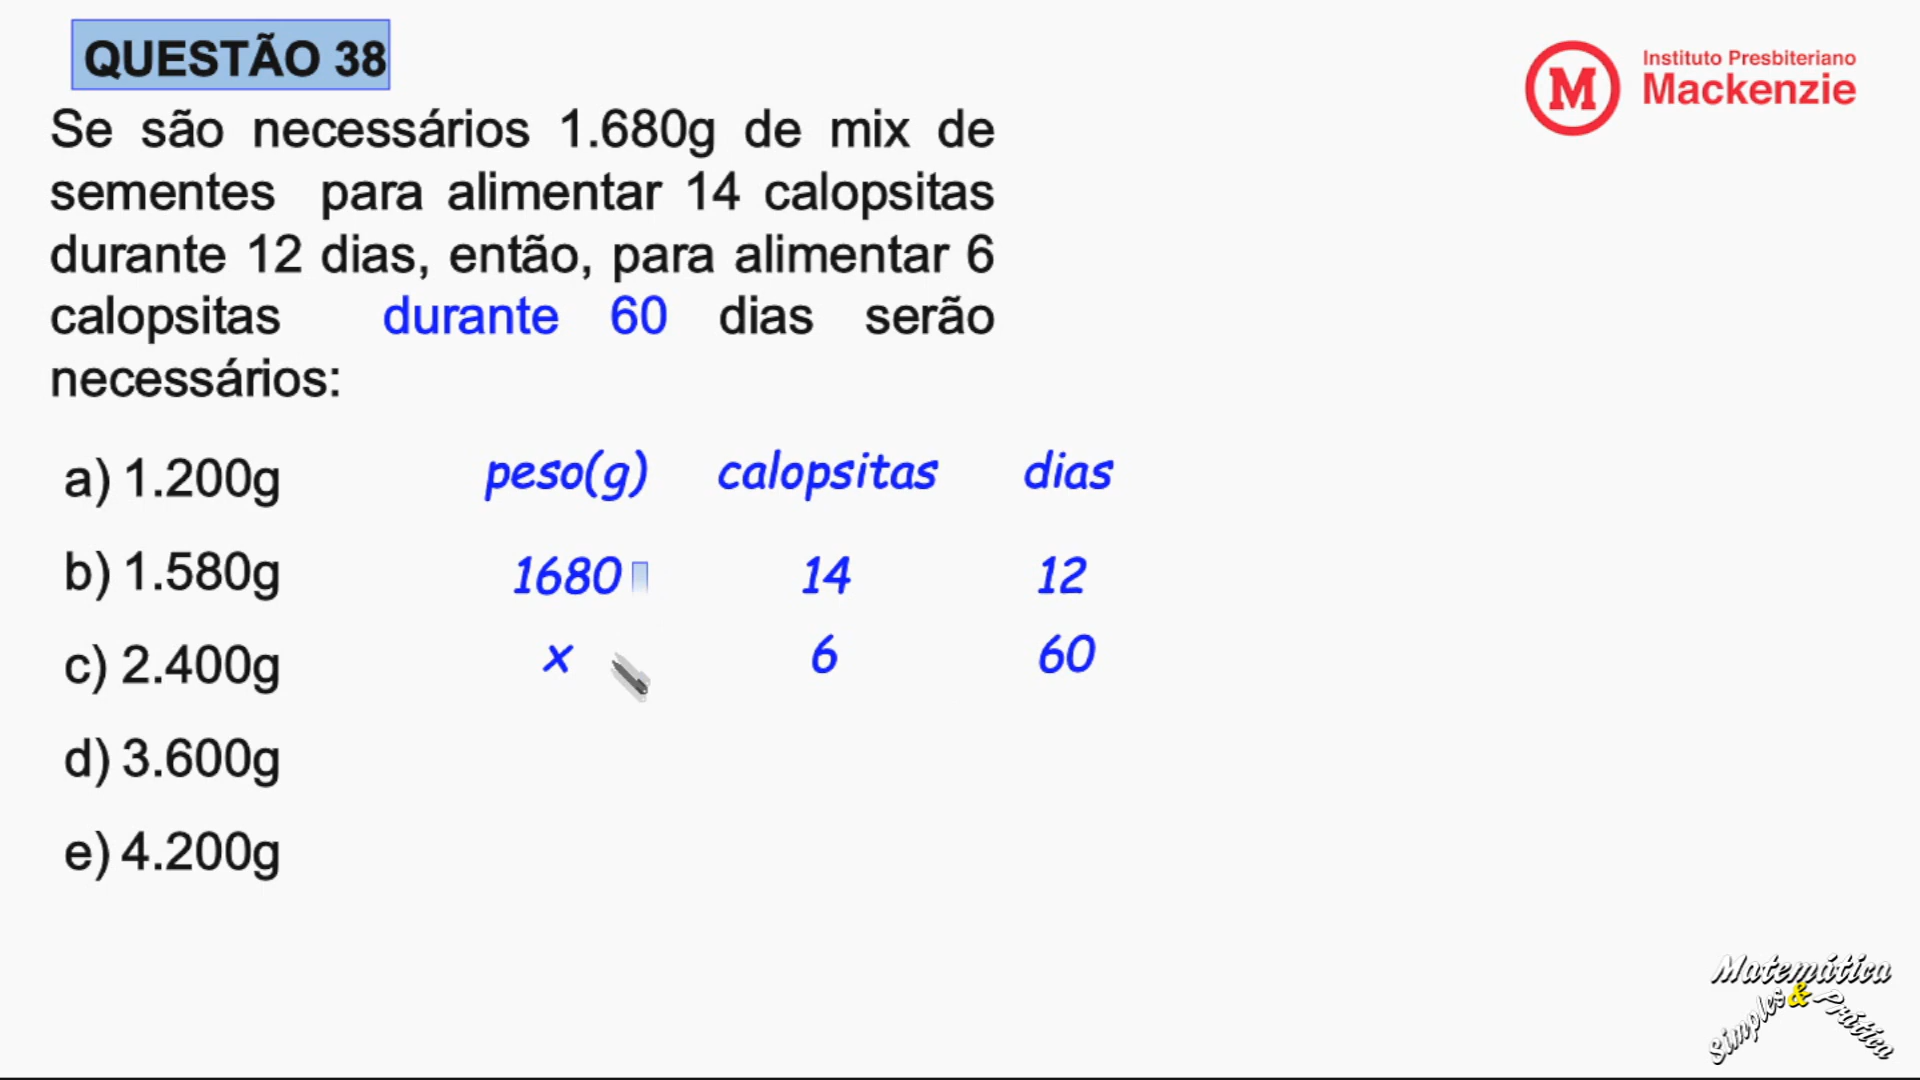 QUESTÃO 38
Instituto Presbiteriano
M Mackenzie
Se são necessários 1.680g de mix de
sementes para alimentar 14 calopsitas
durante 12 dias, então, para alimentar 6
calopsitas durante 60 dias serão
necessários:
a) 1.200g
b) 1.580g
c) 2.400g
d) 3.600g
e) 4.200g
peso(g) calopsitas dias
1680 14 12
x 6 60
Matemática
Simples & Prática